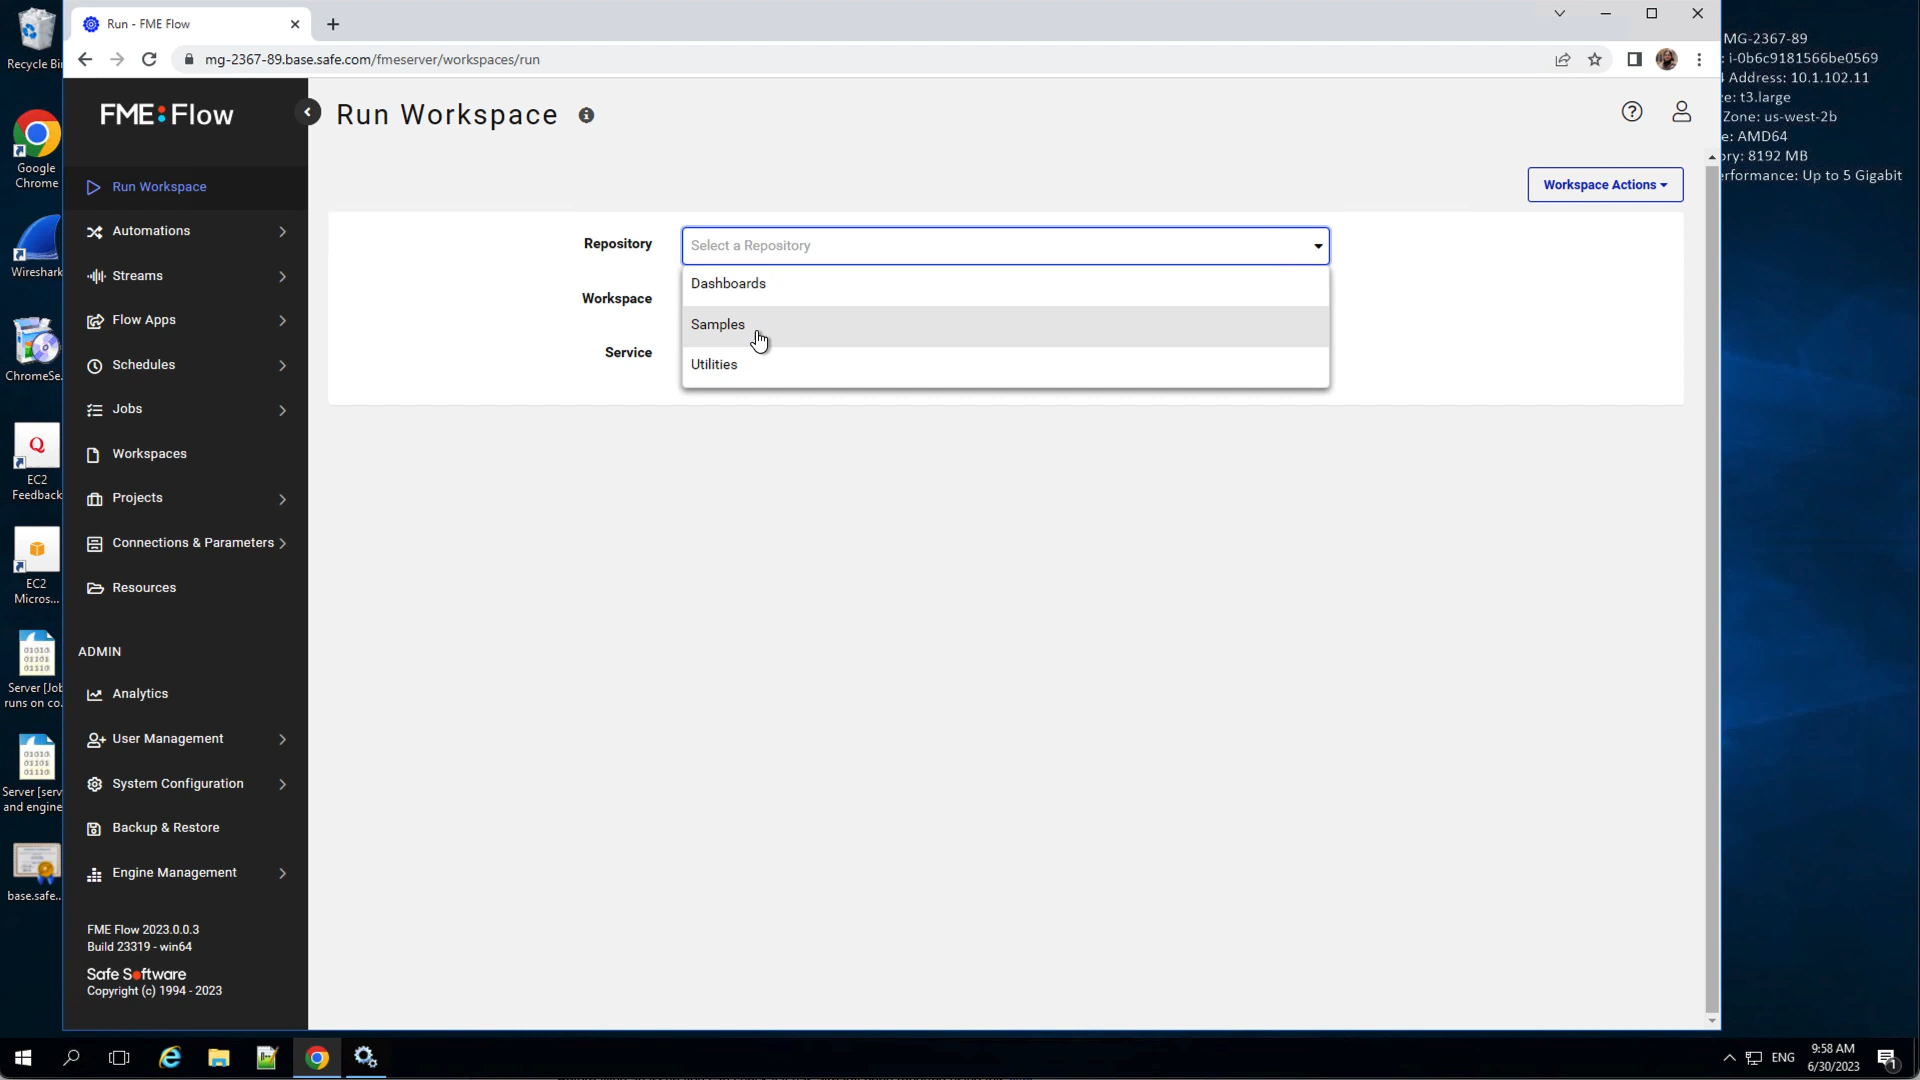 Recycle Bi
Google
Chrome
Wireshark
ChromeSe...
EC2
Feedback
EC2
Micros...
Server [Job
runs on co...
Server [serv
and engine
base.safe...
Run - FME Flow
mg-2367-89.base.safe.com/fmeserver/workspaces/run
FME Flow
Run Workspace
Automations
Streams
Flow Apps
Schedules
Jobs
Workspaces
Projects
Connections & Parameters
Resources
ADMIN
Analytics
User Management
System Configuration
Backup & Restore
Engine Management
FME Flow 2023.0.0.3
Build 23319 - win64
Safe Software
Copyright (c) 1994 - 2023
Run Workspace
Workspace Actions
Repository
Select a Repository
Dashboards
Workspace
Samples
Service
Utilities
MG-2367-89
: i-0b6c9181566be0569
Address: 10.1.102.11
e: t3.large
Zone: us-west-2b
e: AMD64
ry: 8192 MB
rformance: Up to 5 Gigabit
ENG
9:58 AM
6/30/2023
1